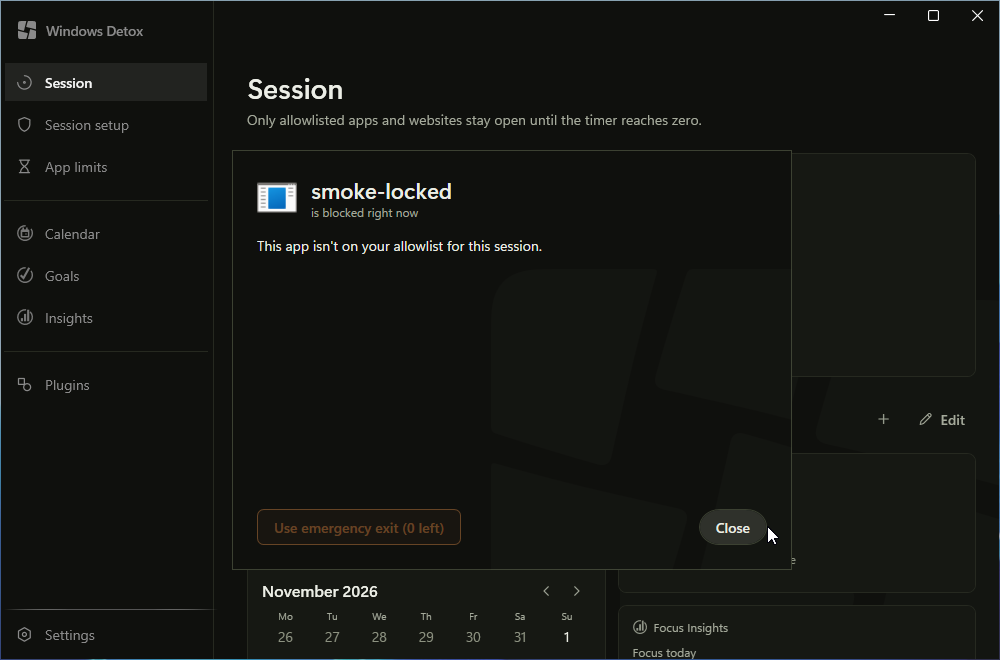 Windows Detox
Session
Session setup
App limits
Calendar
Goals
Insights
Plugins
Settings
Session
Only allowlisted apps and websites stay open until the timer reaches zero.
smoke-locked
is blocked right now
This app isn't on your allowlist for this session.
Use emergency exit (0 left)
Close
Edit
November 2026
Mo Tu We Th Fr Sa Su
26 27 28 29 30 31 1
Focus Insights
Focus today